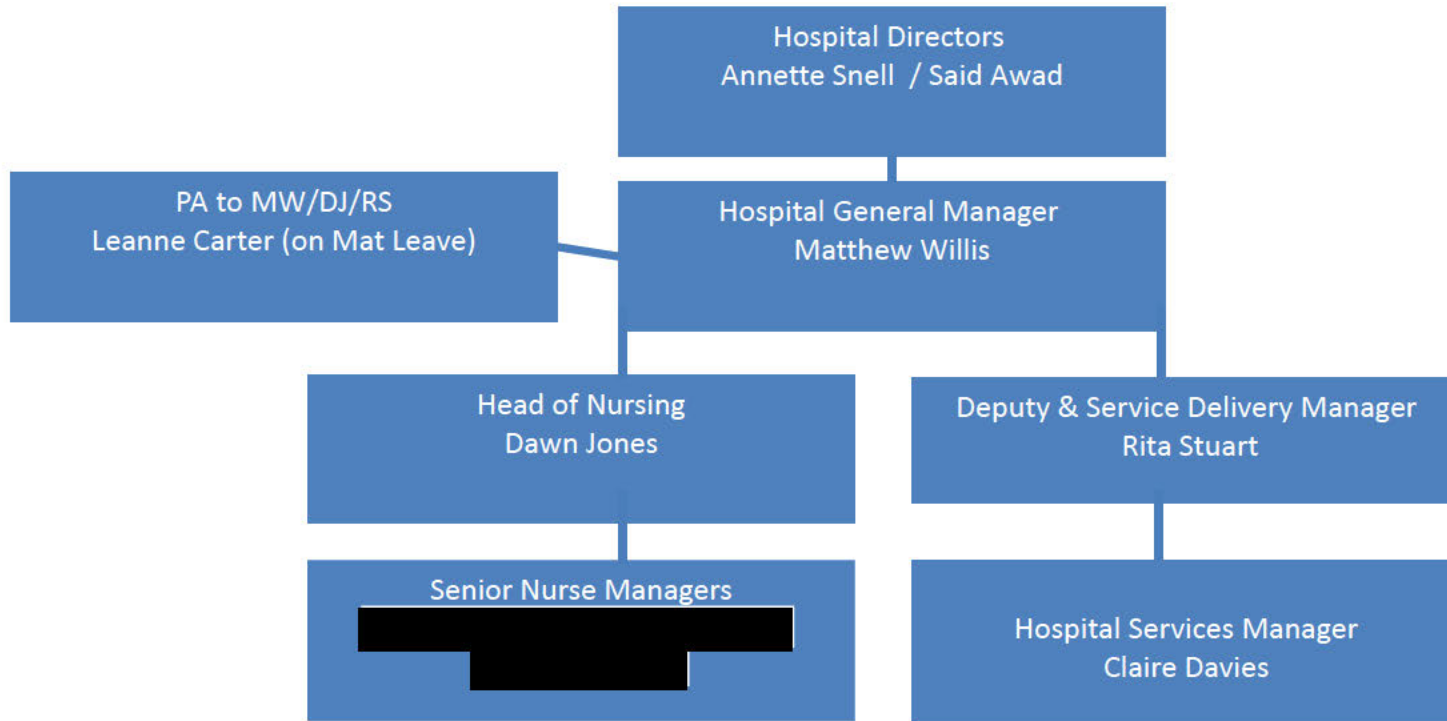 Hospital Directors
Annette Snell / Said Awad
PA to MW/DJ/RS
Leanne Carter (on Mat Leave)
Hospital General Manager
Matthew Willis
Head of Nursing
Dawn Jones
Deputy & Service Delivery Manager
Rita Stuart
Senior Nurse Managers
Hospital Services Manager
Claire Davies